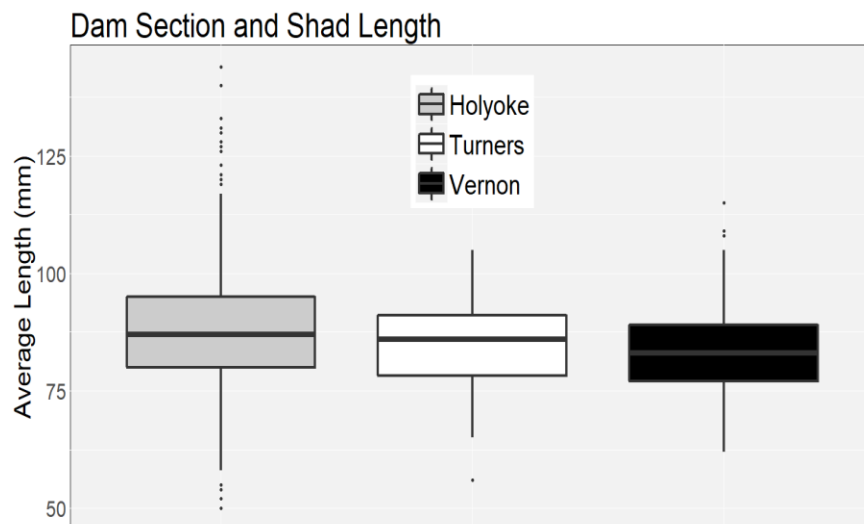 Dam Section and Shad Length
Average Length (mm)
125
100
75
50
Holyoke
Turners
Vernon